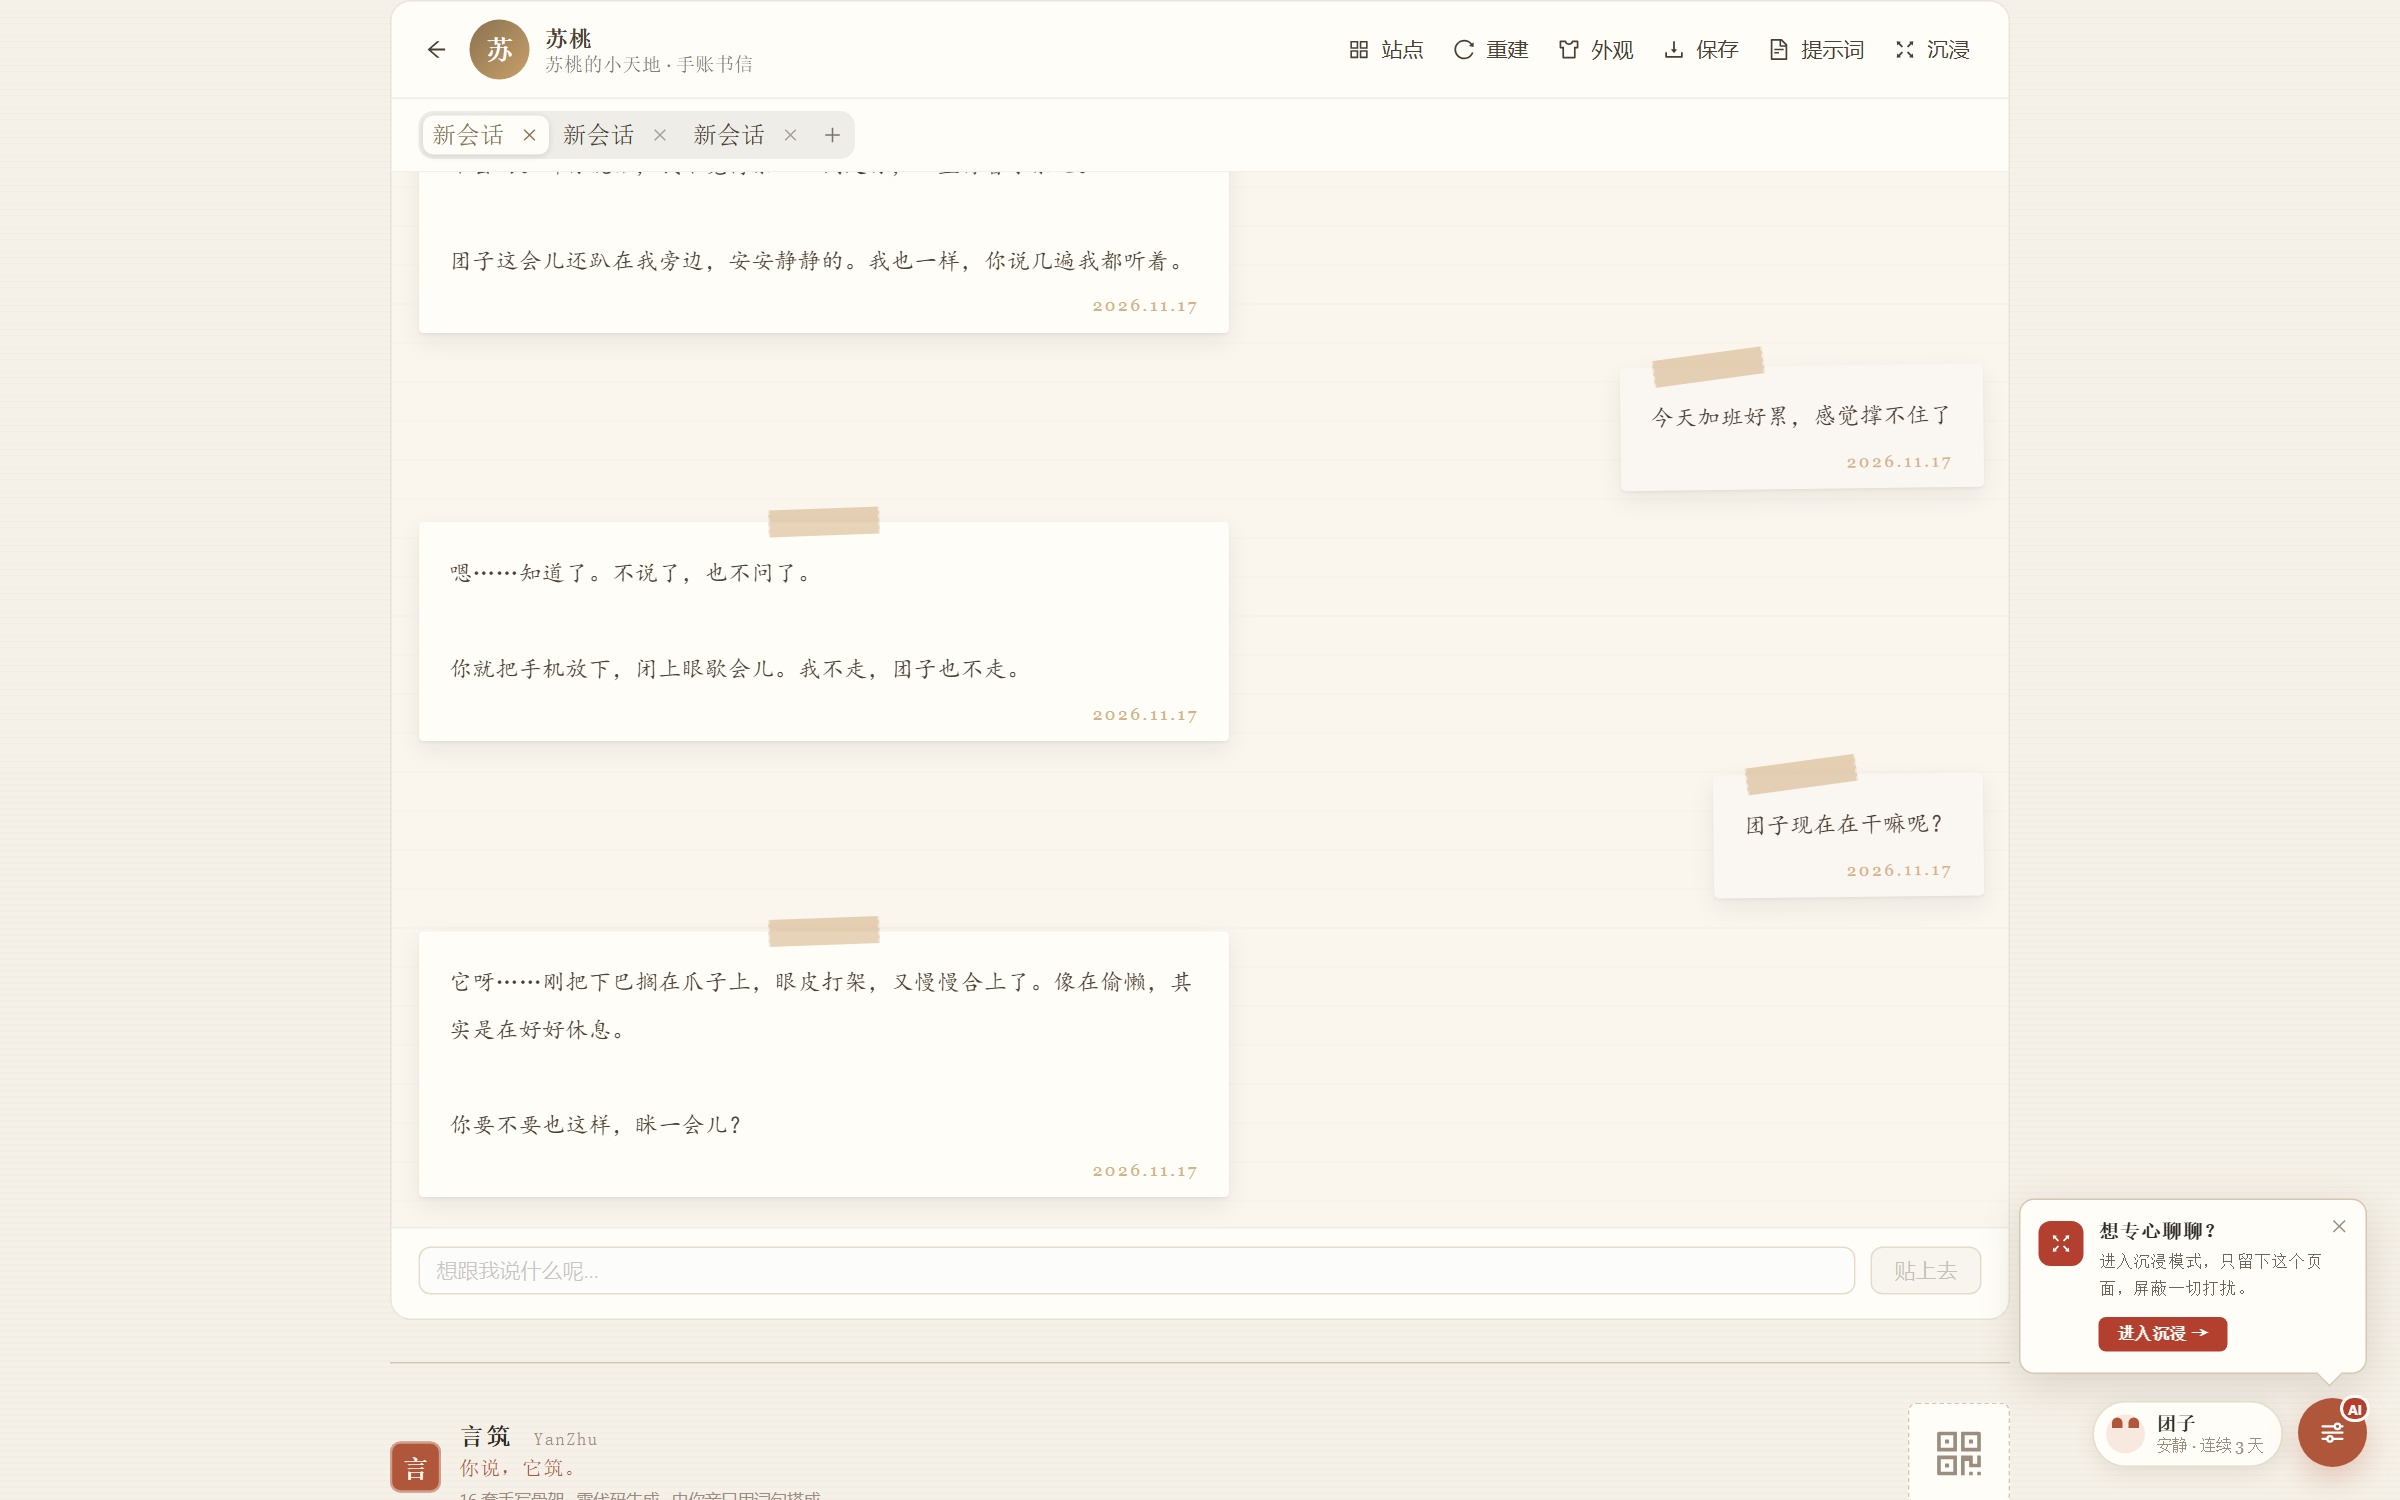 苏
苏桃
苏桃的小天地 · 手账书信
站点
重建
外观
保存
提示词
沉浸
新会话
新会话
新会话
团子这会儿还趴在我旁边，安安静静的。我也一样，你说几遍我都听着。
2026.11.17
今天加班好累，感觉撑不住了
2026.11.17
嗯……知道了。不说了，也不问了。
你就把手机放下，闭上眼歇会儿。我不走，团子也不走。
2026.11.17
团子现在在干嘛呢？
2026.11.17
它呀……刚把下巴搁在爪子上，眼皮打架，又慢慢合上了。像在偷懒，其
实是在好好休息。
你要不要也这样，眯一会儿？
2026.11.17
想跟我说什么呢...
贴上去
想专心聊聊？
进入沉浸模式，只留下这个页
面，屏蔽一切打扰。
进入沉浸 →
AI
团子
安静 · 连续 3 天
言
言筑 YanZhu
你说，它筑。